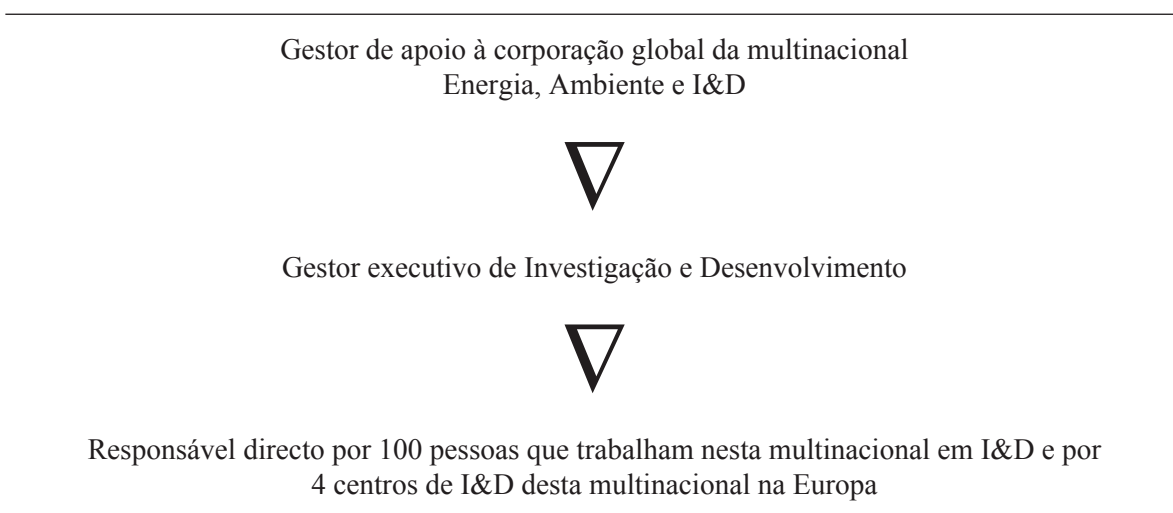 Gestor de apoio à corporação global da multinacional
Energia, Ambiente e I&D
Gestor executivo de Investigação e Desenvolvimento
Responsável directo por 100 pessoas que trabalham nesta multinacional em I&D e por
4 centros de I&D desta multinacional na Europa